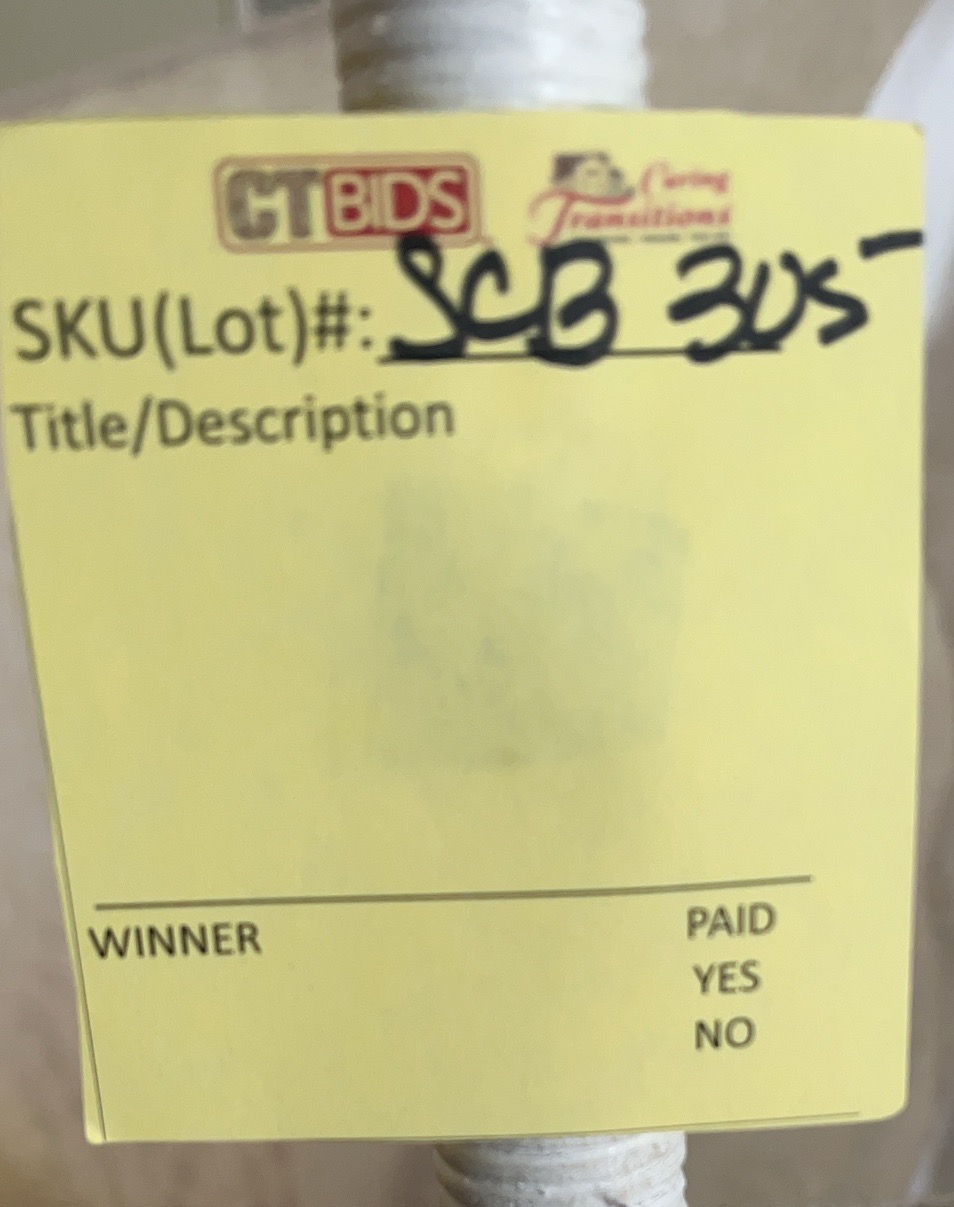 CTBIDS
Caring
Transitions
SKU(Lot)#: SCB 305
Title/Description
WINNER
PAID
YES
NO